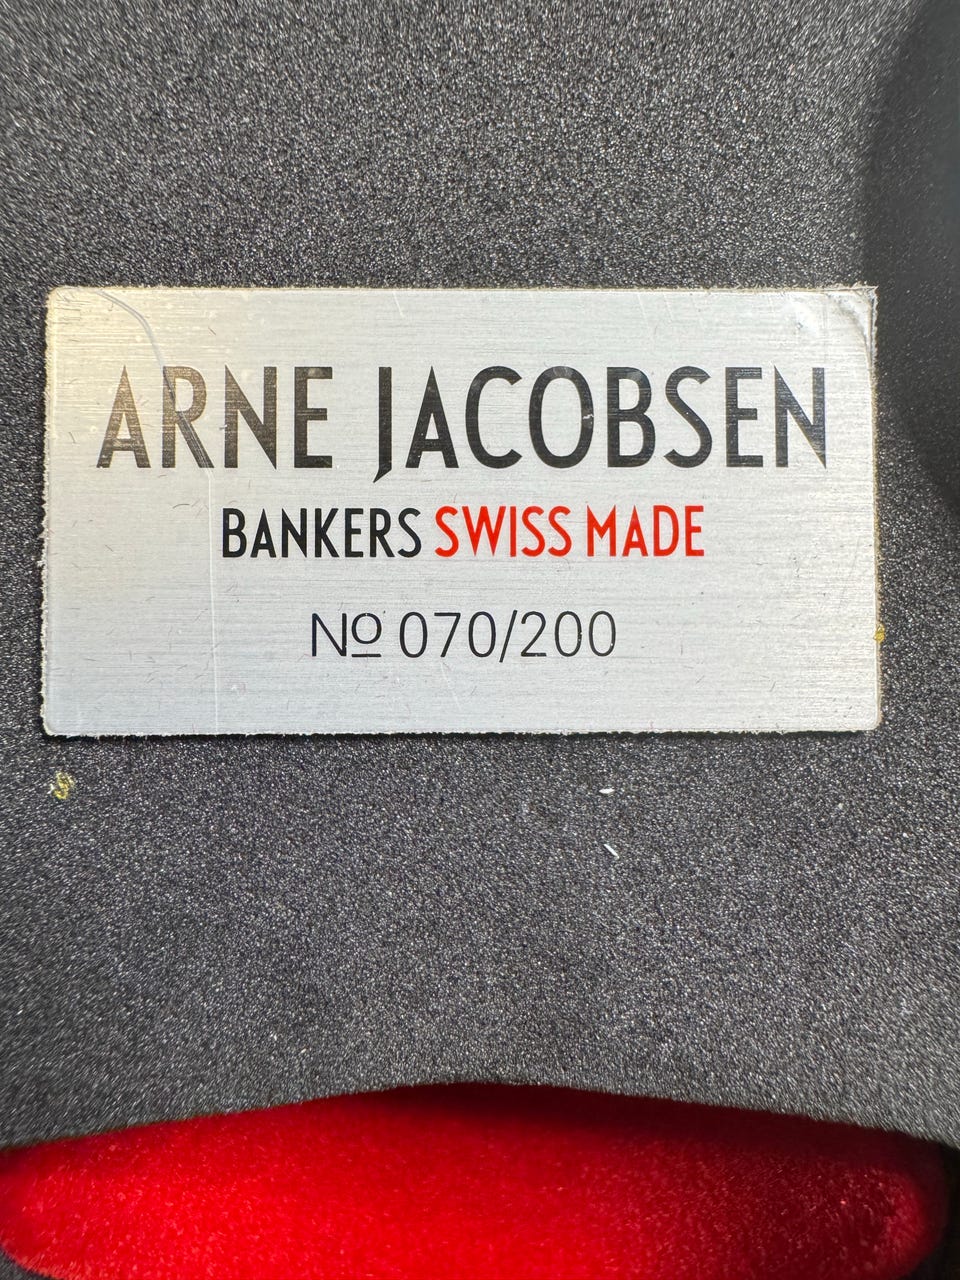 ARNE JACOBSEN
BANKERS SWISS MADE
Nº 070/200